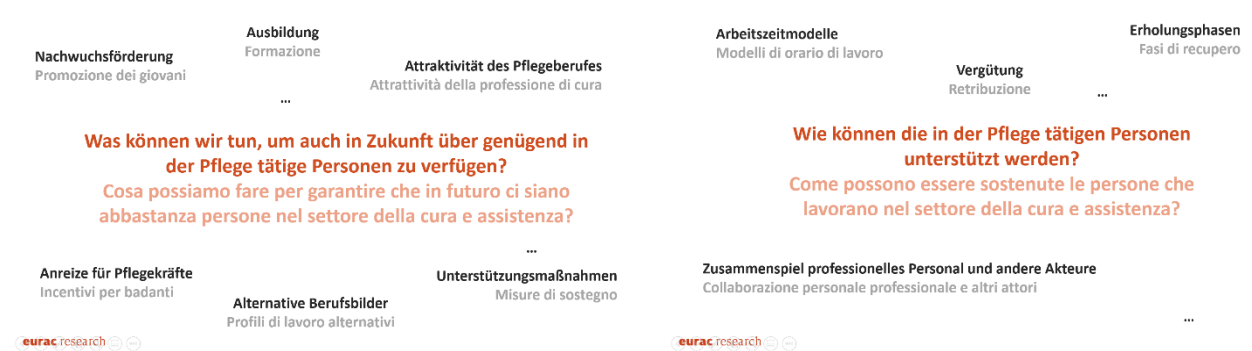 Ausbildung
Formazione
Nachwuchsförderung
Promozione dei giovani
Attraktivität des Pflegeberufes
Attrattività della professione di cura
...
Was können wir tun, um auch in Zukunft über genügend in
der Pflege tätige Personen zu verfügen?
Cosa possiamo fare per garantire che in futuro ci siano
abbastanza persone nel settore della cura e assistenza?
...
Anreize für Pflegekräfte
Incentivi per badanti
Unterstützungsmaßnahmen
Misure di sostegno
Alternative Berufsbilder
Profili di lavoro alternativi
eurac research
Arbeitszeitmodelle
Modelli di orario di lavoro
Erholungsphasen
Fasi di recupero
Vergütung
Retribuzione
...
Wie können die in der Pflege tätigen Personen
unterstützt werden?
Come possono essere sostenute le persone che
lavorano nel settore della cura e assistenza?
Zusammenspiel professionelles Personal und andere Akteure
Collaborazione personale professionale e altri attori
...
eurac research